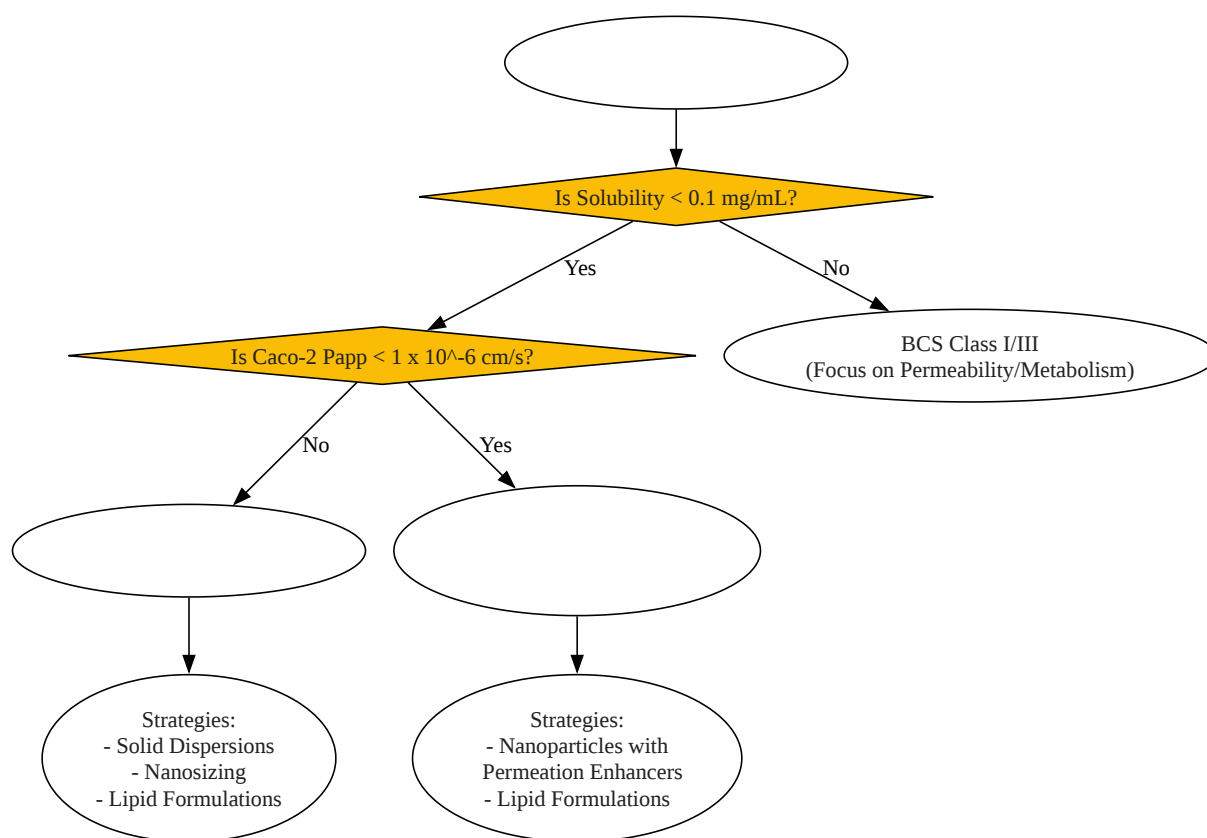 Is Solubility < 0.1 mg/mL?
Yes
No
Is Caco-2 Papp < 1 x 10^-6 cm/s?
BCS Class I/III
(Focus on Permeability/Metabolism)
No
Yes
Strategies:
- Solid Dispersions
- Nanosizing
- Lipid Formulations
Strategies:
- Nanoparticles with
Permeation Enhancers
- Lipid Formulations